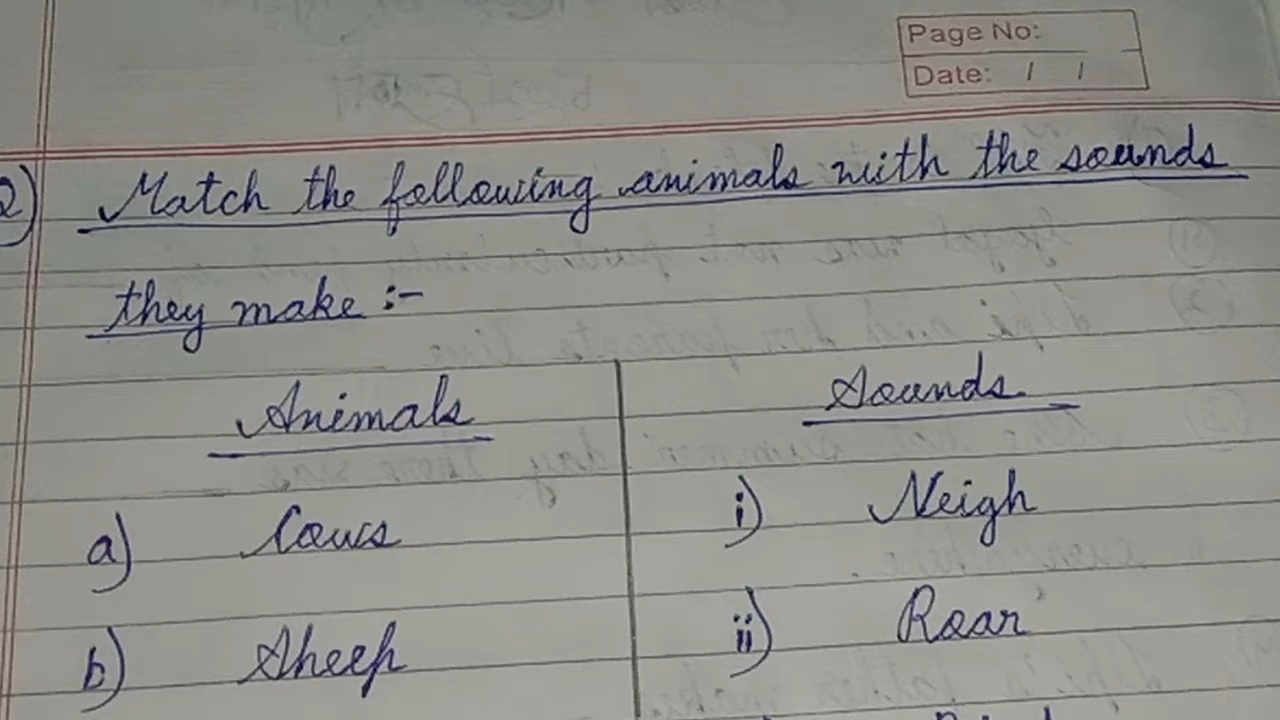 Page No:
Date: / /
2) Match the following animals with the sounds
they make :-
Animals Sounds
a) Cows i) Neigh
b) Sheep ii) Roar